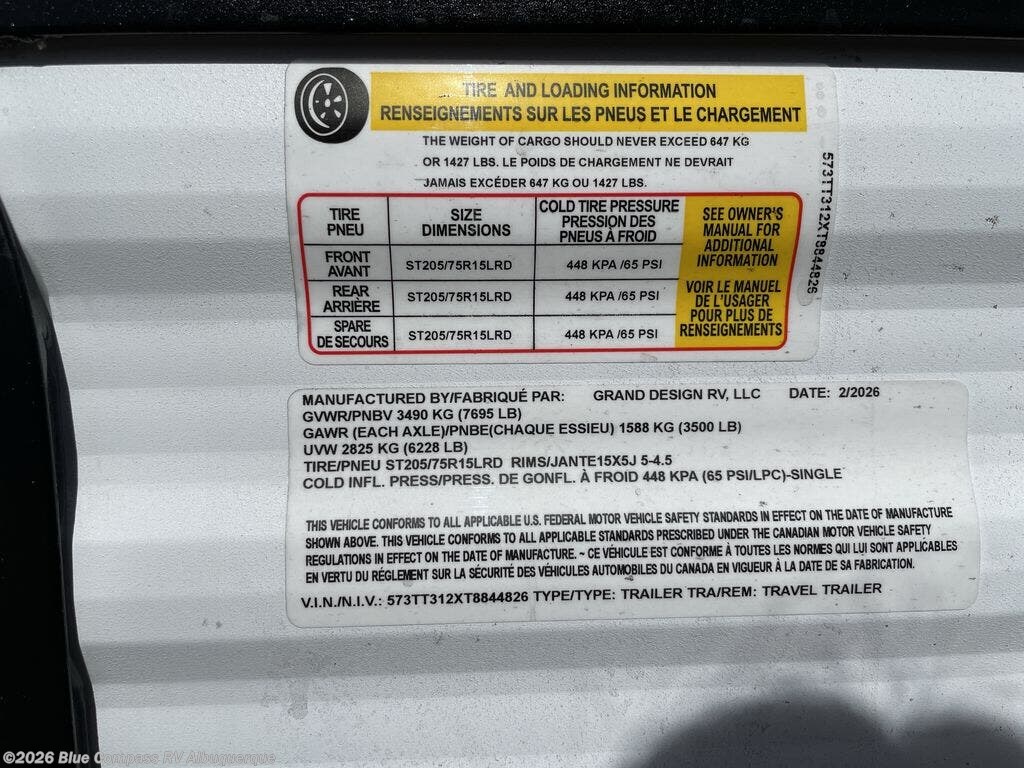 TIRE AND LOADING INFORMATION
RENSEIGNEMENTS SUR LES PNEUS ET LE CHARGEMENT
THE WEIGHT OF CARGO SHOULD NEVER EXCEED 647 KG
OR 1427 LBS. LE POIDS DE CHARGEMENT NE DEVRAIT
JAMAIS EXCÉDER 647 KG OU 1427 LBS.
TIRE
PNEU
SIZE
DIMENSIONS
COLD TIRE PRESSURE
PRESSION DES
PNEUS À FROID
SEE OWNER'S
MANUAL FOR
ADDITIONAL
INFORMATION
FRONT
AVANT
ST205/75R15LRD
448 KPA /65 PSI
REAR
ARRIÈRE
ST205/75R15LRD
448 KPA /65 PSI
SPARE
DE SECOURS
ST205/75R15LRD
448 KPA /65 PSI
VOIR LE MANUEL
DE L'USAGER
POUR PLUS DE
RENSEIGNEMENTS
573TT312XT8844826
MANUFACTURED BY/FABRIQUÉ PAR: GRAND DESIGN RV, LLC DATE: 2/2026
GVWR/PNBV 3490 KG (7695 LB)
GAWR (EACH AXLE)/PNBE(CHAQUE ESSIEU) 1588 KG (3500 LB)
UVW 2825 KG (6228 LB)
TIRE/PNEU ST205/75R15LRD RIMS/JANTE15X5J 5-4.5
COLD INFL. PRESS/PRESS. DE GONFL. À FROID 448 KPA (65 PSI/LPC)-SINGLE
THIS VEHICLE CONFORMS TO ALL APPLICABLE U.S. FEDERAL MOTOR VEHICLE SAFETY STANDARDS IN EFFECT ON THE DATE OF MANUFACTURE
SHOWN ABOVE. THIS VEHICLE CONFORMS TO ALL APPLICABLE STANDARDS PRESCRIBED UNDER THE CANADIAN MOTOR VEHICLE SAFETY
REGULATIONS IN EFFECT ON THE DATE OF MANUFACTURE. ~ CE VÉHICULE EST CONFORME À TOUTES LES NORMES QUI LUI SONT APPLICABLES
EN VERTU DU RÉGLEMENT SUR LA SÉCURITÉ DES VÉHICULES AUTOMOBILES DU CANADA EN VIGUEUR À LA DATE DE SA FABRICATION.
V.I.N./N.I.V.: 573TT312XT8844826 TYPE/TYPE: TRAILER TRA/REM: TRAVEL TRAILER
©2026 Blue Compass RV Albuquerque